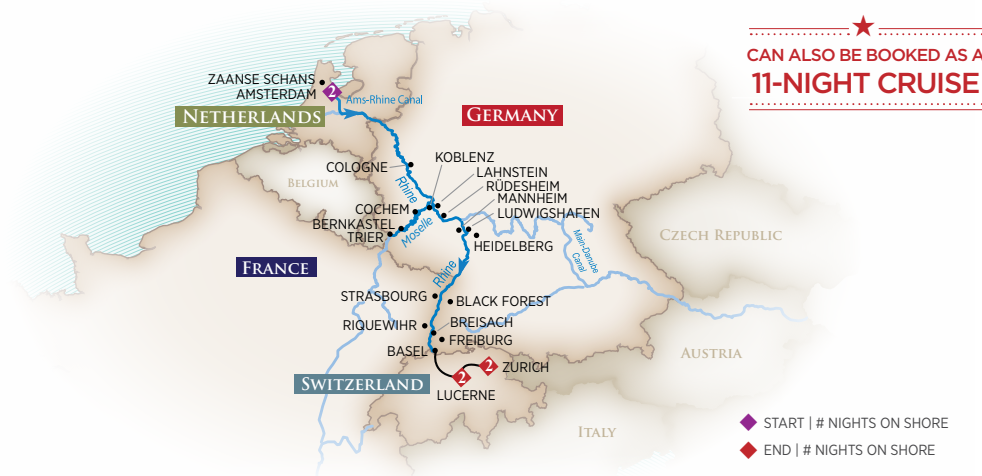 CAN ALSO BE BOOKED AS A
11-NIGHT CRUISE
ZAANSE SCHANS
AMSTERDAM
2
Ams-Rhine Canal
NETHERLANDS
GERMANY
KOBLENZ
COLOGNE
LAHNSTEIN
RÜDESHEIM
BELGIUM
Rhine
MANNHEIM
COCHEM
LUDWIGSHAFEN
BERNKASTEL
TRIER
Moselle
HEIDELBERG
Main-Danube
Canal
CZECH REPUBLIC
FRANCE
Rhine
STRASBOURG
BLACK FOREST
RIQUEWIHR
BREISACH
FREIBURG
BASEL
AUSTRIA
2
ZÜRICH
2
SWITZERLAND
LUCERNE
START | # NIGHTS ON SHORE
ITALY
END | # NIGHTS ON SHORE